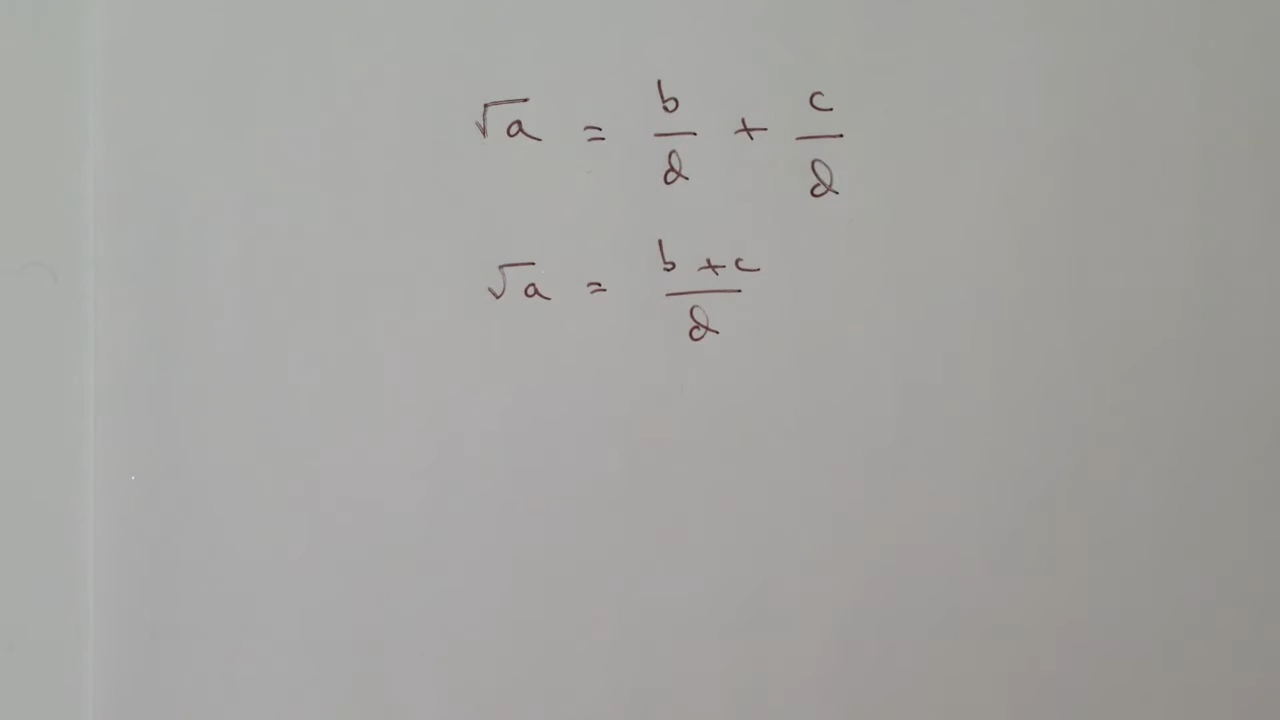 √a = b/d + c/d
√a = (b + c)/d